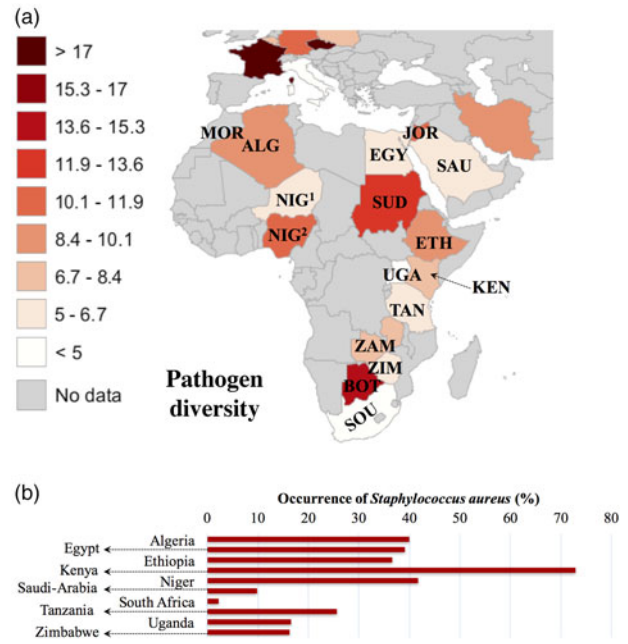 (a)
> 17
15.3 - 17
13.6 - 15.3
11.9 - 13.6
10.1 - 11.9
8.4 - 10.1
6.7 - 8.4
5 - 6.7
< 5
No data
MOR
ALG
JOR
EGY
SAU
NIG¹
SUD
NIG²
ETH
UGA
KEN
TAN
ZAM
ZIM
BOT
SOU
Pathogen
diversity
(b)
Occurrence of Staphylococcus aureus (%)
0 10 20 30 40 50 60 70 80
Algeria
Egypt
Ethiopia
Kenya
Niger
Saudi-Arabia
South Africa
Tanzania
Uganda
Zimbabwe